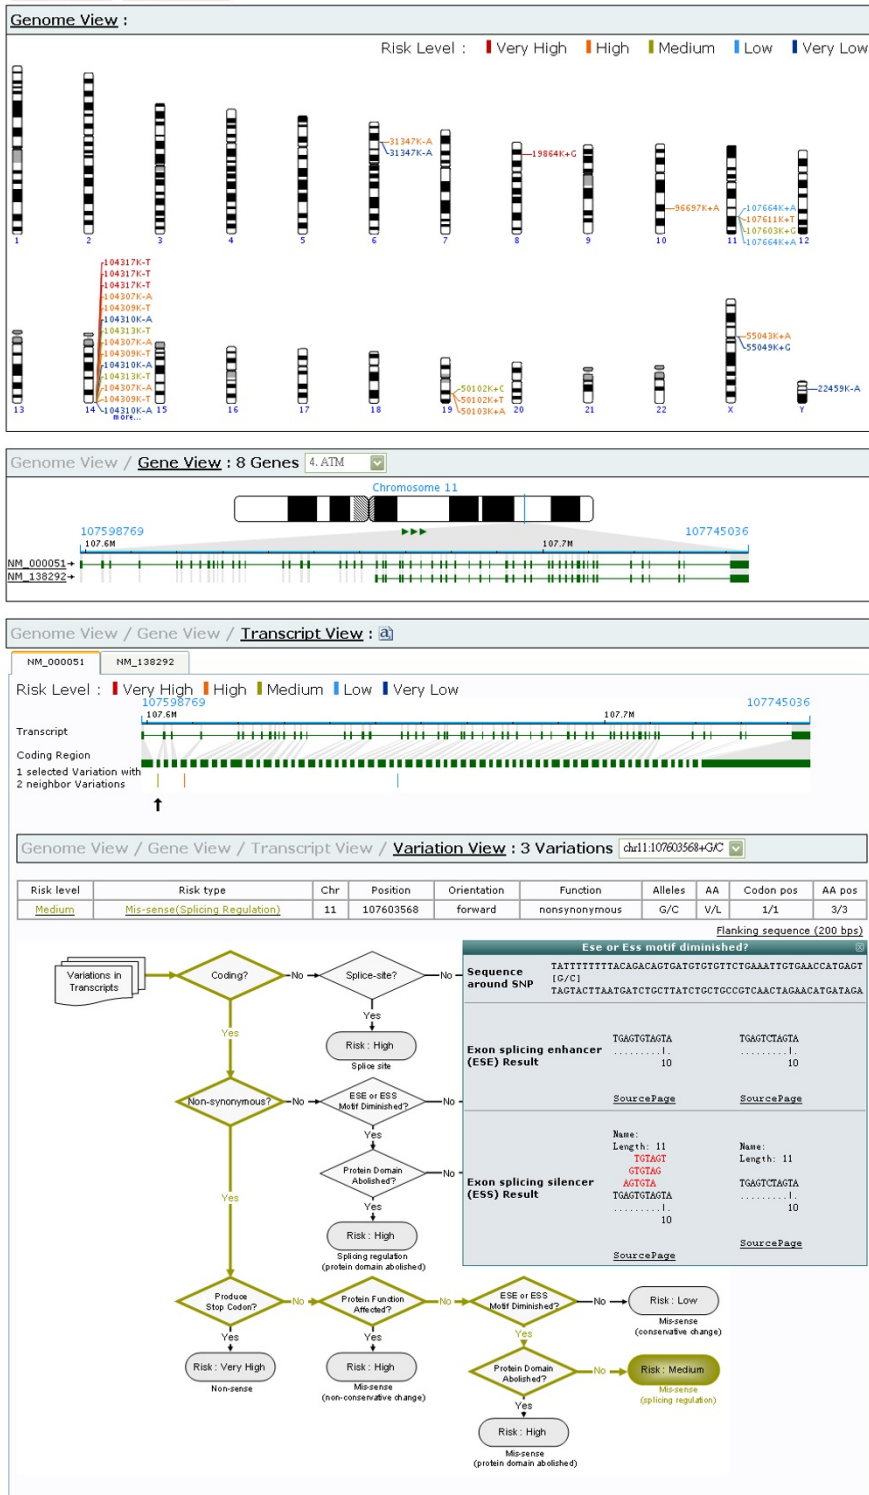 Genome View :
Risk Level : Very High High Medium Low Very Low
31347K-A
31347K-A
19864K+G
96697K+A
107664K+A
107611K+T
107603K+G
107664K+A
1 2 3 4 5 6 7 8 9 10 11 12
104317K-T
104317K-T
104317K-T
104307K-A
104309K-T
104310K-A
104313K-T
104307K-A
104309K-T
104310K-A
104313K-T
104307K-A
104309K-T
104310K-A
more...
50102K+C
50102K+T
50103K+A
55043K+A
55049K+G
22459K-A
13 14 15 16 17 18 19 20 21 22 X Y
Genome View / Gene View : 8 Genes 4. ATM
Chromosome 11
107598769 107745036
107.6M 107.7M
NM_000051
NM_138292
Genome View / Gene View / Transcript View : a
NM_000051 NM_138292
Risk Level : Very High High Medium Low Very Low
107598769 107745036
107.6M 107.7M
Transcript
Coding Region
1 selected Variation with
2 neighbor Variations
Genome View / Gene View / Transcript View / Variation View : 3 Variations chr11:107603568+G/C
Risk level Risk type Chr Position Orientation Function Alleles AA Codon pos AA pos
Medium Mis-sense(Splicing Regulation) 11 107603568 forward nonsynonymous G/C V/L 1/1 3/3
Flanking sequence (200 bps)
Variations in
Transcripts
Coding?
No
Splice-site?
No
Yes
Yes
Risk : High
Splice site
Non-synonymous?
No
ESE or ESS
Motif Diminished?
No
Yes
Yes
Protein Domain
Abolished?
No
Yes
Risk : High
Splicing regulation
(protein domain abolished)
Produce
Stop Codon?
No
Protein Function
Affected?
No
ESE or ESS
Motif Diminished?
No
Risk : Low
Mis-sense
(conservative change)
Yes
Yes
Yes
Risk : Very High
Non-sense
Risk : High
Mis-sense
(non-conservative change)
Protein Domain
Abolished?
No
Risk : Medium
Mis-sense
(splicing regulation)
Yes
Risk : High
Mis-sense
(protein domain abolished)
Ese or Ess motif diminished?
Sequence
around SNP
TATTTTTTTTACAGACAGTGATGTGTGTTCTGAAATTGTGAACCATGAGT
[G/C]
TAGTACTTAATGATCTGCTTATCTGCTGCCGTCAACTAGAACATGATAGA
Exon splicing enhancer
(ESE) Result
TGAGTGTAGTA TGAGTCTAGTA
.........|. .........|.
10 10
SourcePage SourcePage
Exon splicing silencer
(ESS) Result
Name:
Length: 11
TGTAGT
GTGTAG
AGTGTA
TGAGTGTAGTA
.........|.
10
SourcePage
Name:
Length: 11
TGAGTCTAGTA
.........|.
10
SourcePage